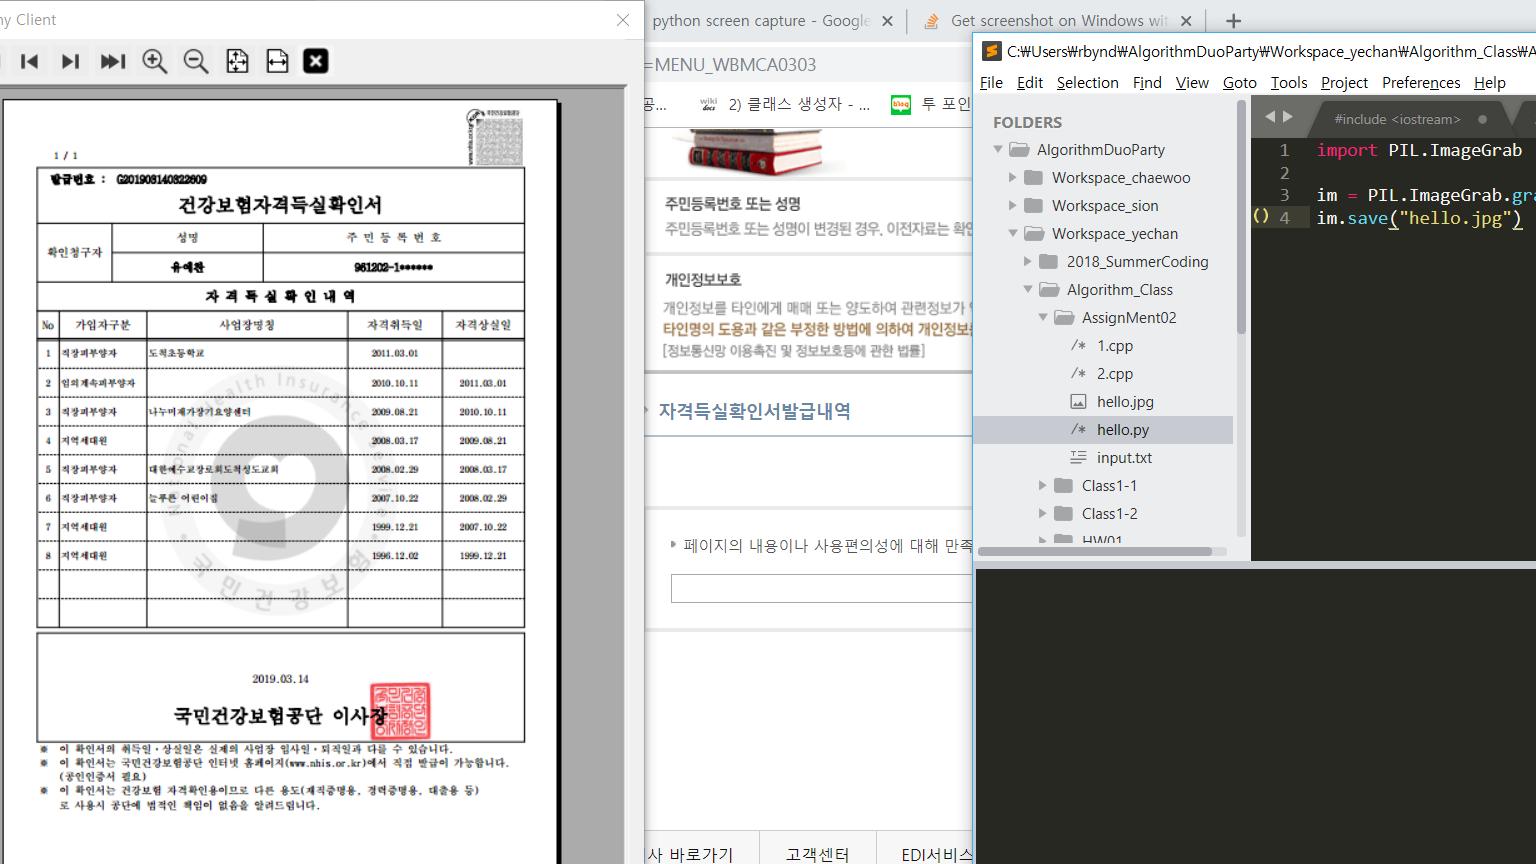 ny Client
1 / 1
국민건강보험공단
www.nhis.or.kr
발급번호 : G201903140322609
건강보험자격득실확인서
확인청구자
성명
주 민 등 록 번 호
유예찬
961202-1******
자 격 득 실 확 인 내 역
No 가입자구분 사업장명칭 자격취득일 자격상실일
1 직장피부양자 도척초등학교 2011.03.01
2 임의계속피부양자 2010.10.11 2011.03.01
3 직장피부양자 나누미재가장기요양센터 2009.08.21 2010.10.11
4 지역세대원 2008.03.17 2009.08.21
5 직장피부양자 대한예수교장로회도척성도교회 2008.02.29 2008.03.17
6 직장피부양자 늘푸른 어린이집 2007.10.22 2008.02.29
7 지역세대원 1999.12.21 2007.10.22
8 지역세대원 1996.12.02 1999.12.21
National Health Insurance Service
국민건강보험
2019.03.14
국민건강보험공단 이사장
※ 이 확인서의 취득일·상실일은 실제의 사업장 입사일·퇴직일과 다를 수 있습니다.
※ 이 확인서는 국민건강보험공단 인터넷 홈페이지(www.nhis.or.kr)에서 직접 발급이 가능합니다.
(공인인증서 필요)
※ 이 확인서는 건강보험 자격확인용이므로 다른 용도(재직증명용, 경력증명용, 대출용 등)
로 사용시 공단에 법적인 책임이 없음을 알려드립니다.
python screen capture - Google
Get screenshot on Windows wit
=MENU_WBMCA0303
공...
wiki docs
2) 클래스 생성자 - ...
blog
투 포인
주민등록번호 또는 성명
주민등록번호 또는 성명이 변경된 경우, 이전자료는 확인
개인정보보호
개인정보를 타인에게 매매 또는 양도하여 관련정보가
타인명의 도용과 같은 부정한 방법에 의하여 개인정보를
[정보통신망 이용촉진 및 정보보호등에 관한 법률]
자격득실확인서발급내역
페이지의 내용이나 사용편의성에 대해 만족
사 바로가기
고객센터
EDI서비스
C:₩Users₩rbynd₩AlgorithmDuoParty₩Workspace_yechan₩Algorithm_Class₩A
File Edit Selection Find View Goto Tools Project Preferences Help
FOLDERS
AlgorithmDuoParty
Workspace_chaewoo
Workspace_sion
Workspace_yechan
2018_SummerCoding
Algorithm_Class
AssignMent02
/* 1.cpp
/* 2.cpp
hello.jpg
/* hello.py
input.txt
Class1-1
Class1-2
HW01
#include <iostream>
1 import PIL.ImageGrab
2
3 im = PIL.ImageGrab.gra
() 4 im.save("hello.jpg")